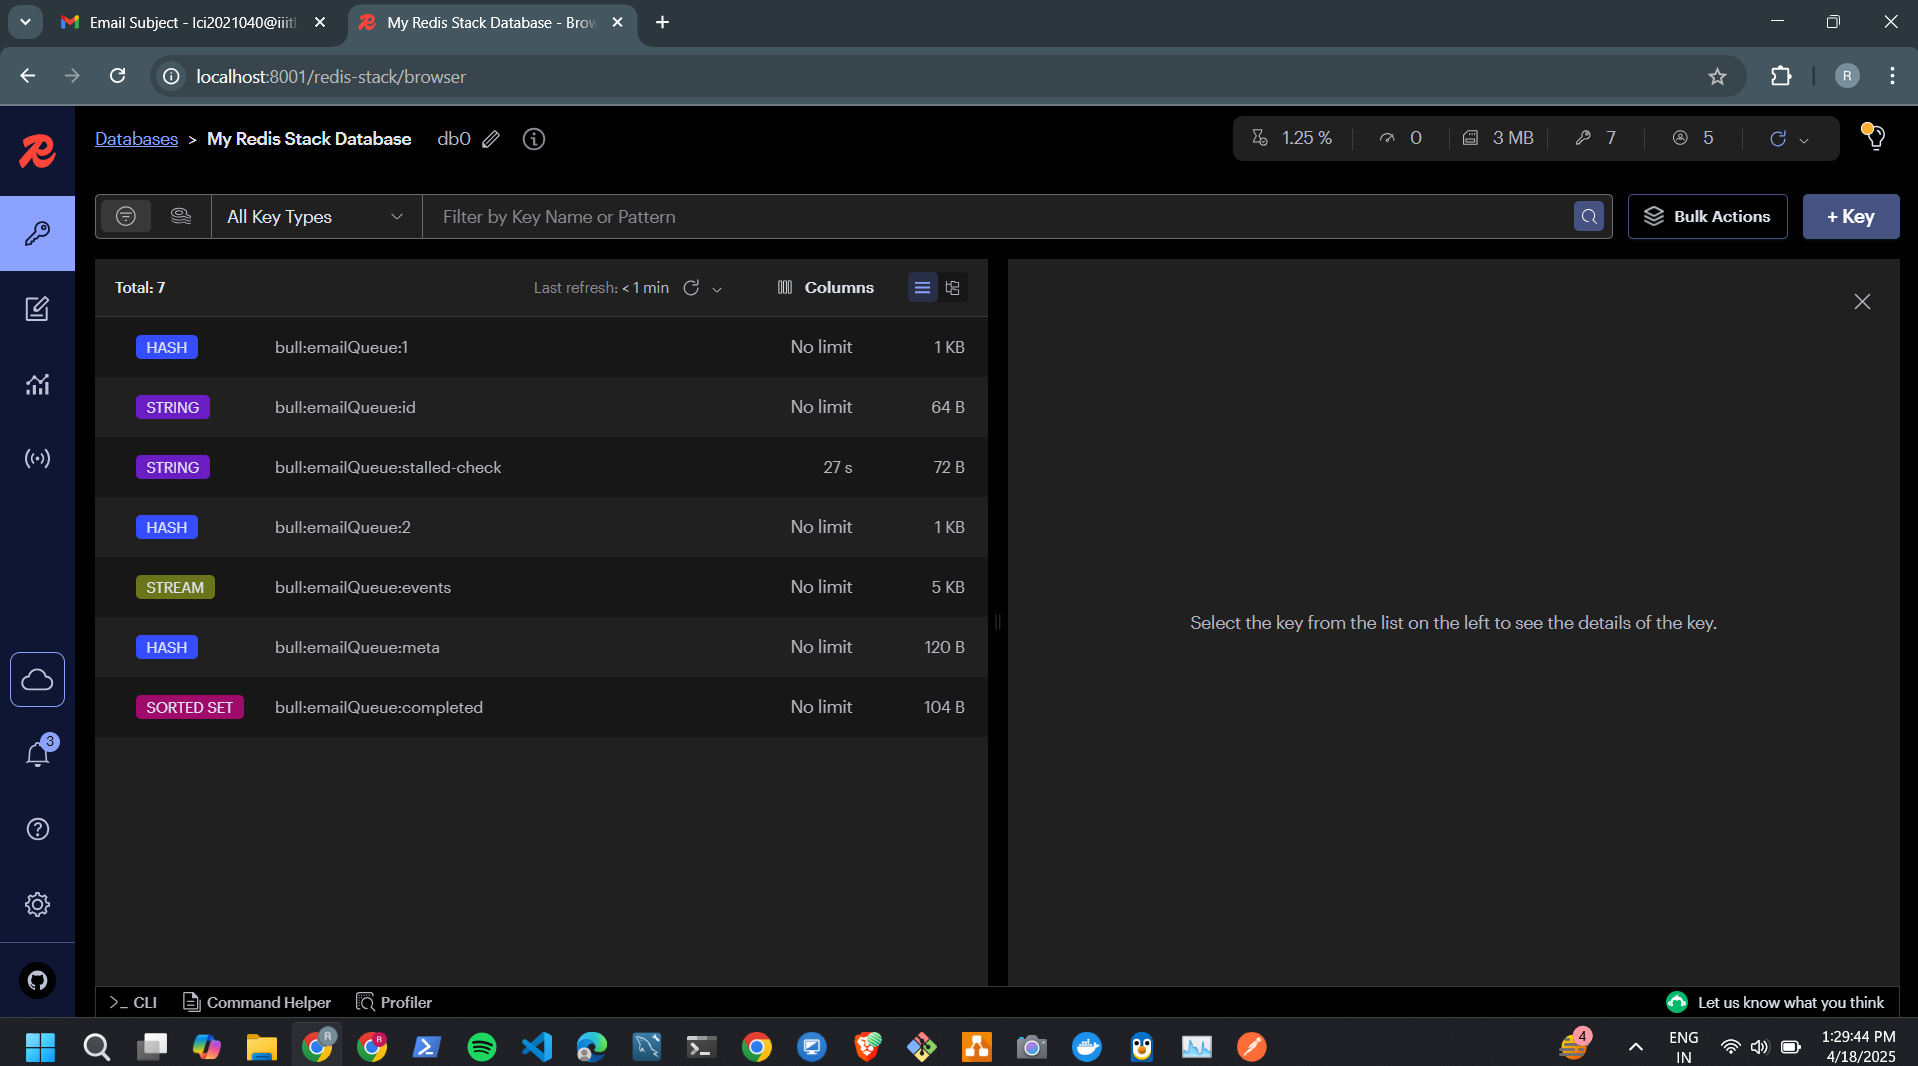 Email Subject - lci2021040@iiitl
My Redis Stack Database - Brow
localhost:8001/redis-stack/browser
R
Databases > My Redis Stack Database db0
1.25 % 0 3 MB 7 5
All Key Types
Filter by Key Name or Pattern
Bulk Actions
+ Key
Total: 7
Last refresh: < 1 min
Columns
HASH bull:emailQueue:1 No limit 1 KB
STRING bull:emailQueue:id No limit 64 B
STRING bull:emailQueue:stalled-check 27 s 72 B
HASH bull:emailQueue:2 No limit 1 KB
STREAM bull:emailQueue:events No limit 5 KB
HASH bull:emailQueue:meta No limit 120 B
SORTED SET bull:emailQueue:completed No limit 104 B
Select the key from the list on the left to see the details of the key.
3
>_ CLI
Command Helper
Profiler
Let us know what you think
R
R
4
ENG
IN
1:29:44 PM
4/18/2025